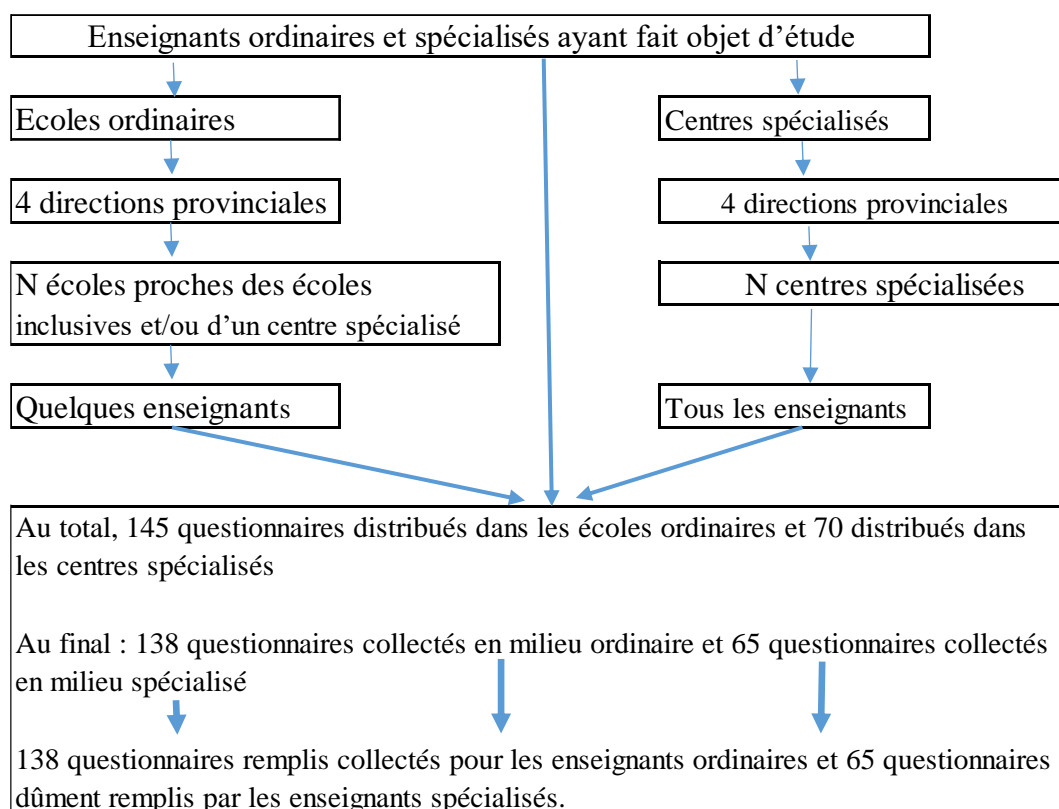 Enseignants ordinaires et spécialisés ayant fait objet d’étude
Ecoles ordinaires
Centres spécialisés
4 directions provinciales
4 directions provinciales
N écoles proches des écoles
inclusives et/ou d’un centre spécialisé
N centres spécialisées
Quelques enseignants
Tous les enseignants
Au total, 145 questionnaires distribués dans les écoles ordinaires et 70 distribués dans
les centres spécialisés
Au final : 138 questionnaires collectés en milieu ordinaire et 65 questionnaires collectés
en milieu spécialisé
138 questionnaires remplis collectés pour les enseignants ordinaires et 65 questionnaires
dûment remplis par les enseignants spécialisés.